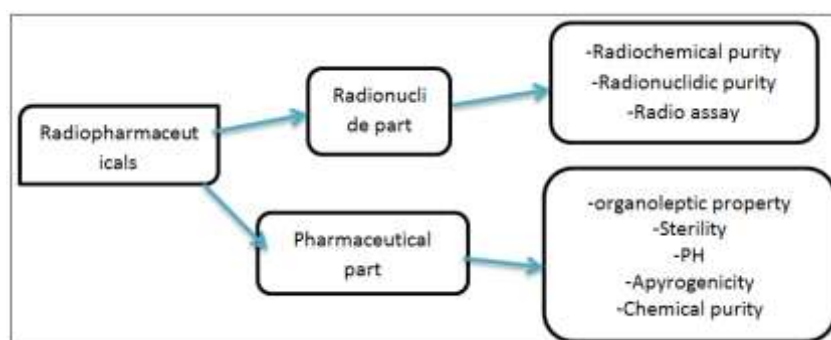 Radiopharmaceut
icals
Radionucli
de part
-Radiochemical purity
-Radionuclidic purity
-Radio assay
Pharmaceutical
part
-organoleptic property
-Sterility
-PH
-Apyrogenicity
-Chemical purity